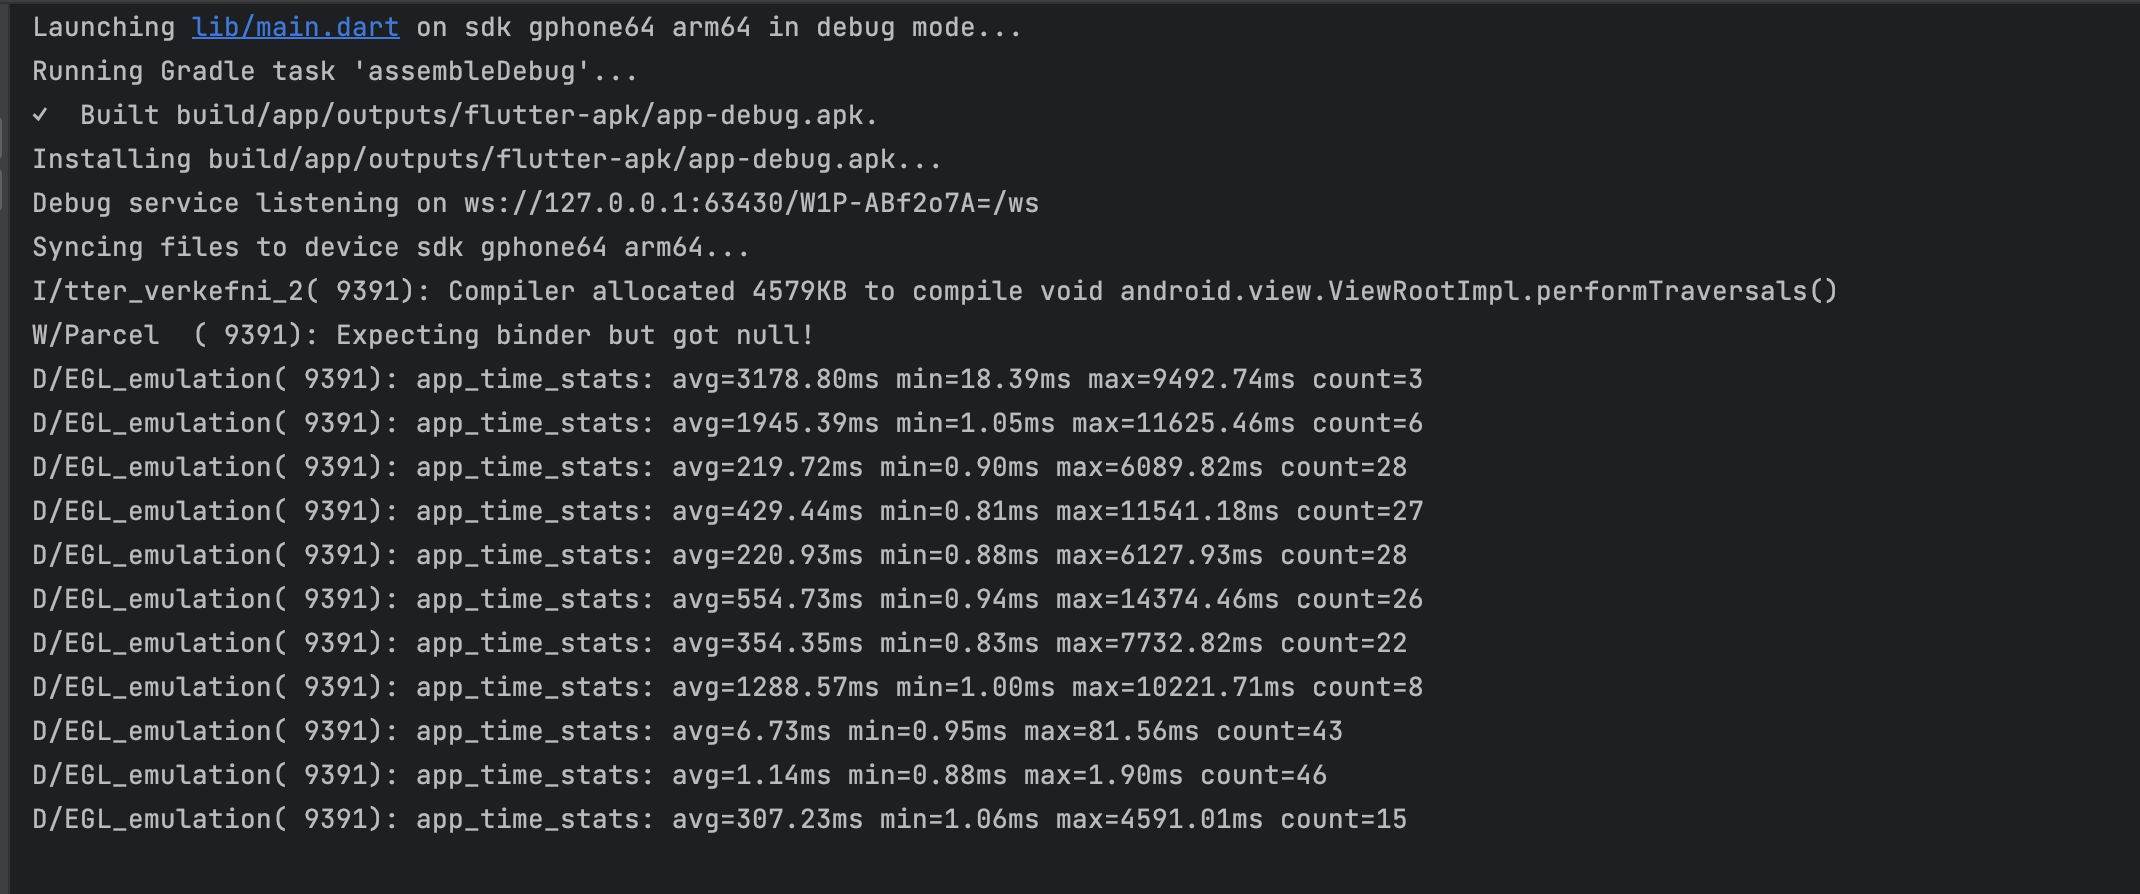 Launching lib/main.dart on sdk gphone64 arm64 in debug mode...
Running Gradle task 'assembleDebug'...
✓  Built build/app/outputs/flutter-apk/app-debug.apk.
Installing build/app/outputs/flutter-apk/app-debug.apk...
Debug service listening on ws://127.0.0.1:63430/W1P-ABf2o7A=/ws
Syncing files to device sdk gphone64 arm64...
I/tter_verkefni_2( 9391): Compiler allocated 4579KB to compile void android.view.ViewRootImpl.performTraversals()
W/Parcel  ( 9391): Expecting binder but got null!
D/EGL_emulation( 9391): app_time_stats: avg=3178.80ms min=18.39ms max=9492.74ms count=3
D/EGL_emulation( 9391): app_time_stats: avg=1945.39ms min=1.05ms max=11625.46ms count=6
D/EGL_emulation( 9391): app_time_stats: avg=219.72ms min=0.90ms max=6089.82ms count=28
D/EGL_emulation( 9391): app_time_stats: avg=429.44ms min=0.81ms max=11541.18ms count=27
D/EGL_emulation( 9391): app_time_stats: avg=220.93ms min=0.88ms max=6127.93ms count=28
D/EGL_emulation( 9391): app_time_stats: avg=554.73ms min=0.94ms max=14374.46ms count=26
D/EGL_emulation( 9391): app_time_stats: avg=354.35ms min=0.83ms max=7732.82ms count=22
D/EGL_emulation( 9391): app_time_stats: avg=1288.57ms min=1.00ms max=10221.71ms count=8
D/EGL_emulation( 9391): app_time_stats: avg=6.73ms min=0.95ms max=81.56ms count=43
D/EGL_emulation( 9391): app_time_stats: avg=1.14ms min=0.88ms max=1.90ms count=46
D/EGL_emulation( 9391): app_time_stats: avg=307.23ms min=1.06ms max=4591.01ms count=15